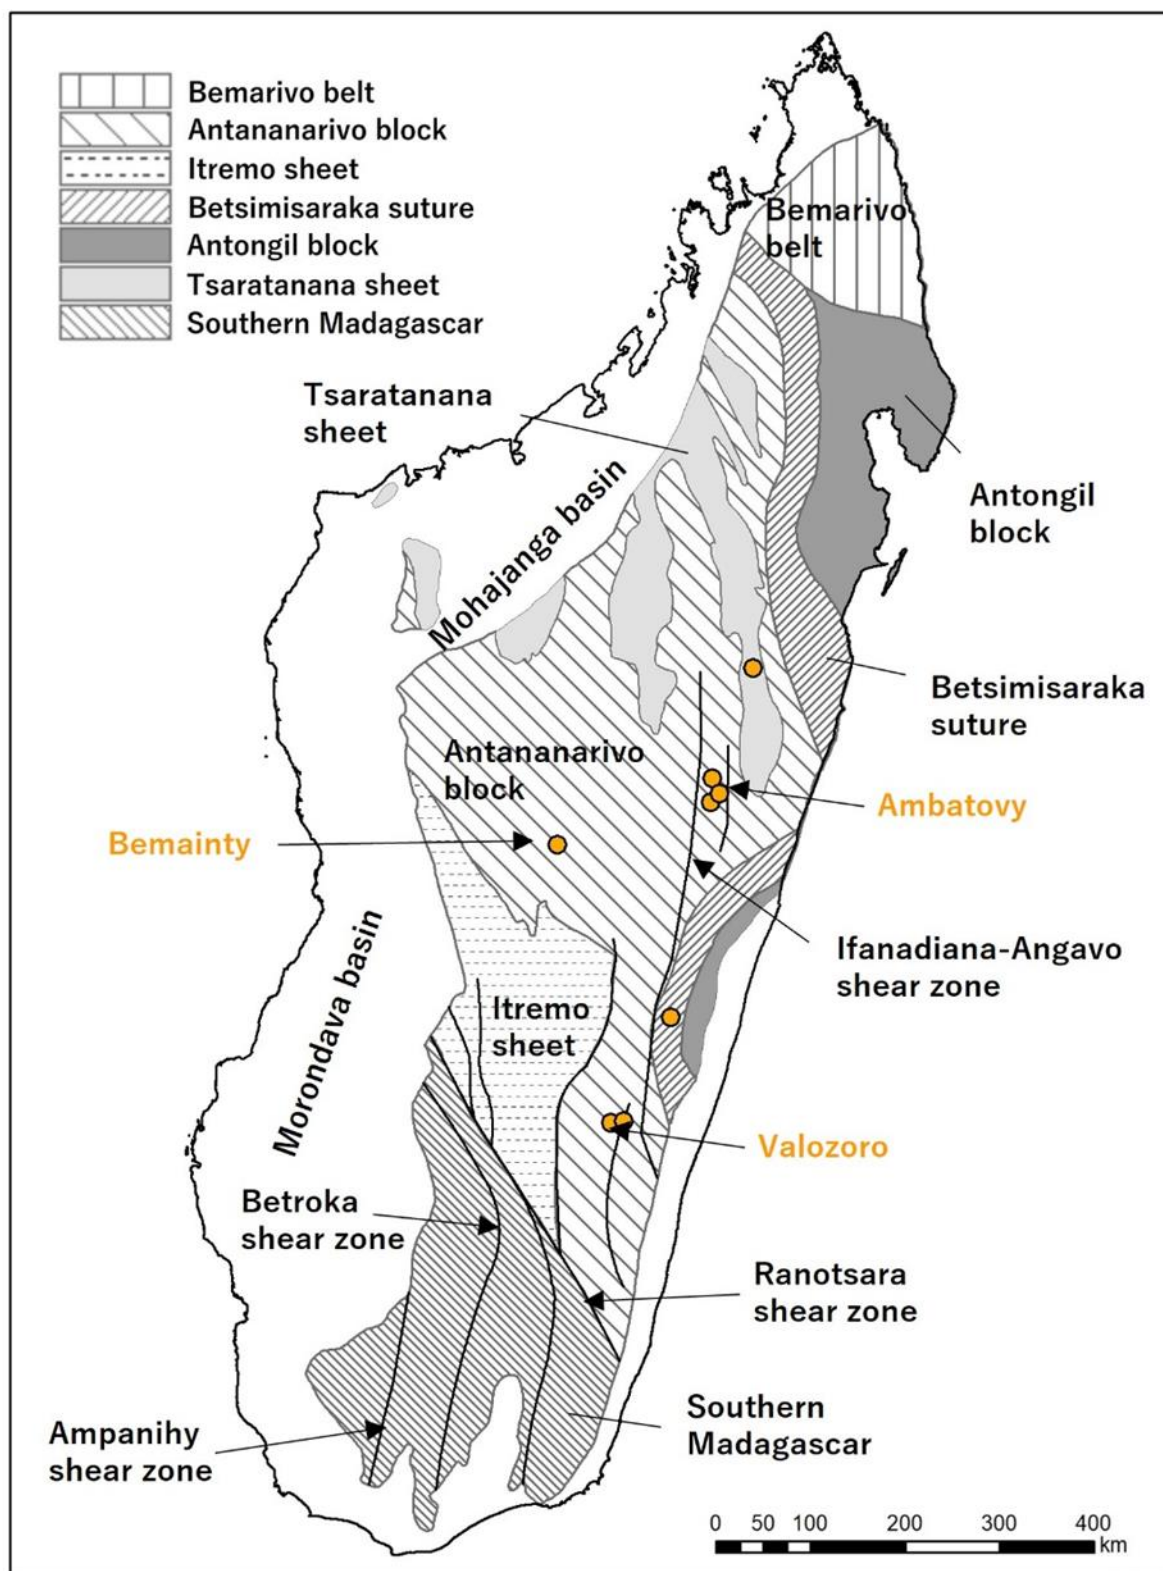 Bemarivo belt
Antananarivo block
Itremo sheet
Betsimisaraka suture
Antongil block
Tsaratanana sheet
Southern Madagascar
Bemarivo
belt
Tsaratanana
sheet
Mohajanga basin
Antongil
block
Betsimisaraka
suture
Antananarivo
block
Ambatovy
Bemainty
Morondava basin
Ifanadiana-Angavo
shear zone
Itremo
sheet
Valozoro
Betroka
shear zone
Ranotsara
shear zone
Southern
Madagascar
Ampanihy
shear zone
0 50 100 200 300 400
km